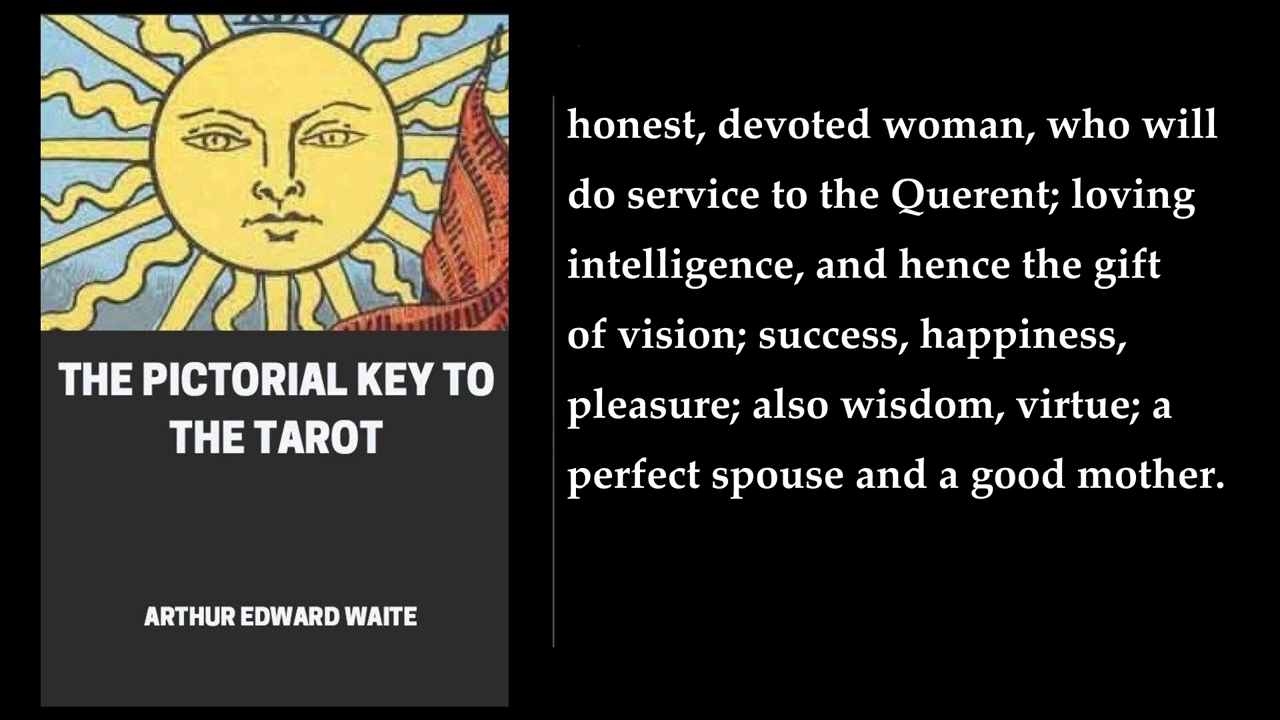 XIX
THE PICTORIAL KEY TO
THE TAROT
ARTHUR EDWARD WAITE
honest, devoted woman, who will
do service to the Querent; loving
intelligence, and hence the gift
of vision; success, happiness,
pleasure; also wisdom, virtue; a
perfect spouse and a good mother.